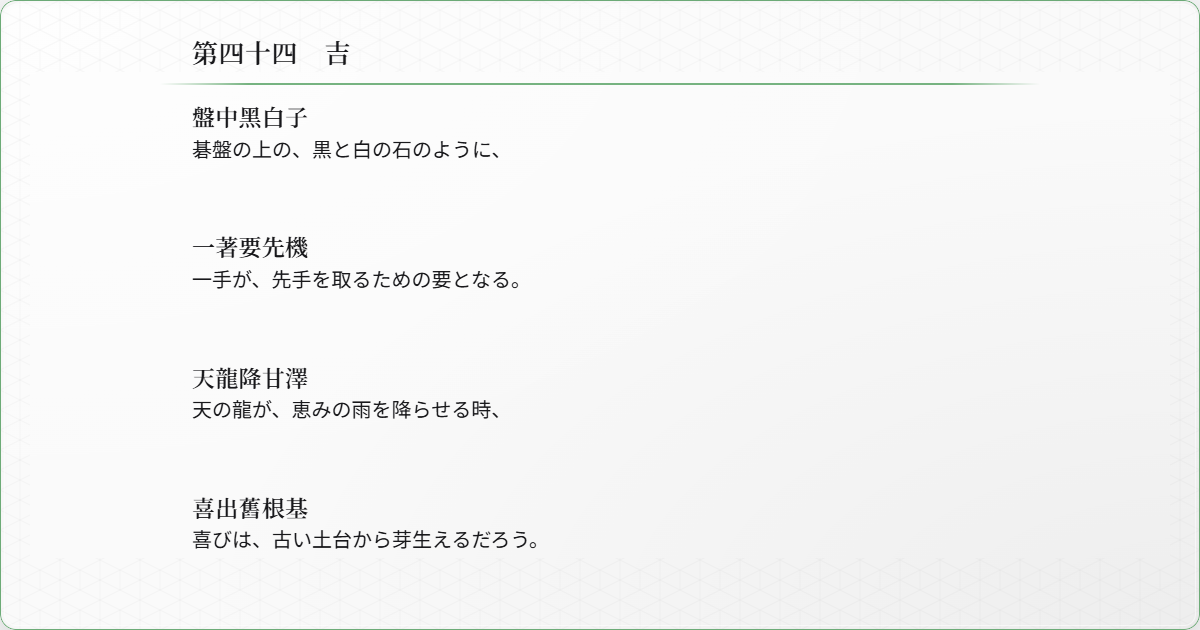 第四十四　吉
盤中黑白子
碁盤の上の、黒と白の石のように、
一著要先機
一手が、先手を取るための要となる。
天龍降甘澤
天の龍が、恵みの雨を降らせる時、
喜出舊根基
喜びは、古い土台から芽生えるだろう。